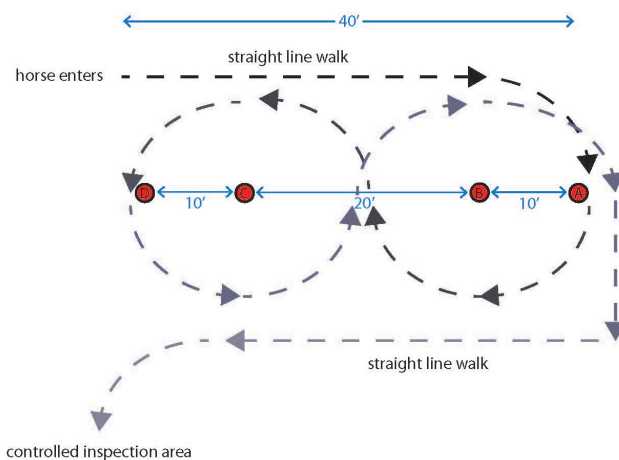 40’
straight line walk
horse enters
D
C
B
A
10’
20’
10’
straight line walk
controlled inspection area